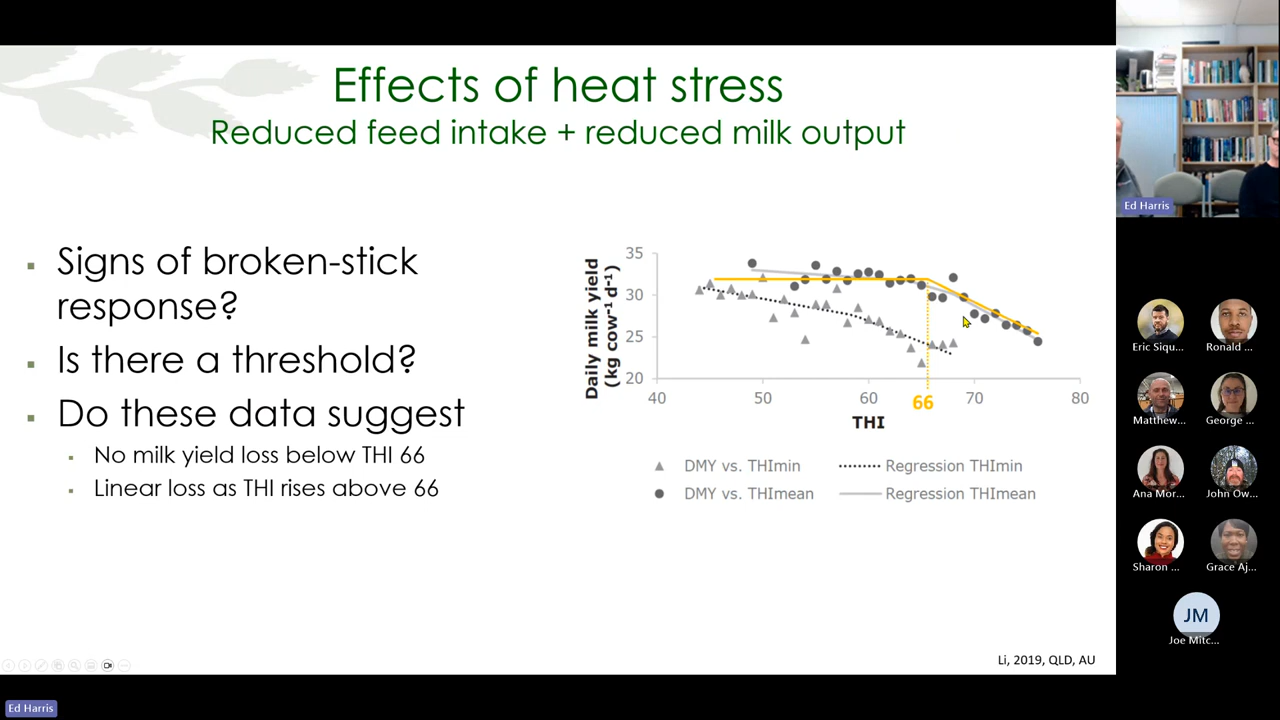 Effects of heat stress
Reduced feed intake + reduced milk output
Signs of broken-stick
response?
Is there a threshold?
Do these data suggest
No milk yield loss below THI 66
Linear loss as THI rises above 66
Daily milk yield
(kg cow⁻¹ d⁻¹)
35
30
25
20
40
50
60
66
70
80
THI
DMY vs. THImin
Regression THImin
DMY vs. THImean
Regression THImean
Li, 2019, QLD, AU
Ed Harris
Ed Harris
Eric Siqu...
Ronald ...
Matthew...
George ...
Ana Mor...
John Ow...
Sharon ...
Grace Aj...
JM
Joe Mitc...